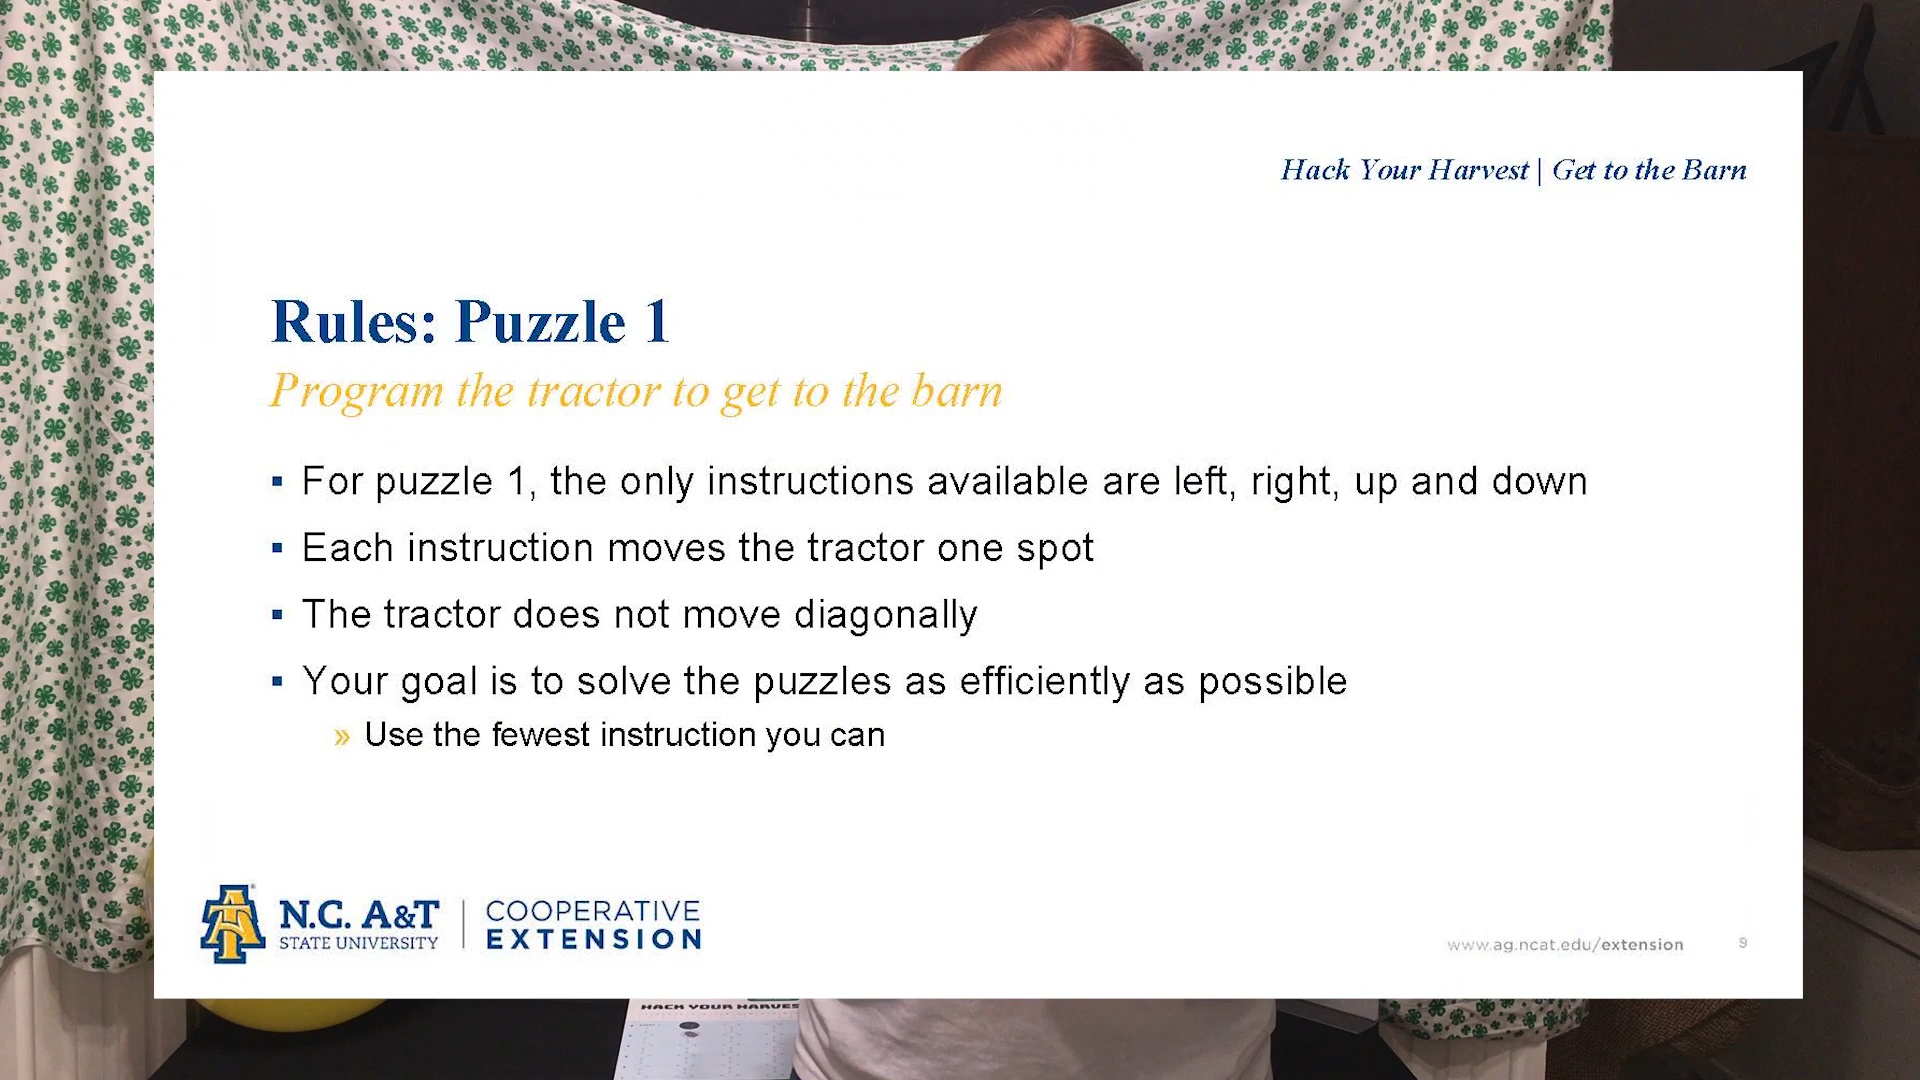 Hack Your Harvest | Get to the Barn
Rules: Puzzle 1
Program the tractor to get to the barn
▪ For puzzle 1, the only instructions available are left, right, up and down
▪ Each instruction moves the tractor one spot
▪ The tractor does not move diagonally
▪ Your goal is to solve the puzzles as efficiently as possible
» Use the fewest instruction you can
N.C. A&T
STATE UNIVERSITY
COOPERATIVE
EXTENSION
www.ag.ncat.edu/extension
9
HACK YOUR HARVES